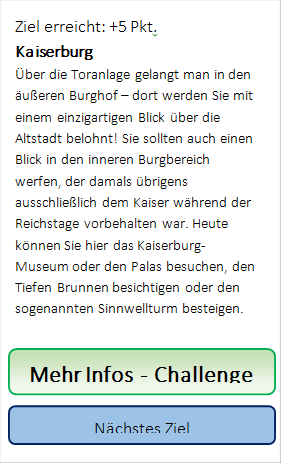 Ziel erreicht: +5 Pkt.
Kaiserburg
Über die Toranlage gelangt man in den
äußeren Burghof – dort werden Sie mit
einem einzigartigen Blick über die
Altstadt belohnt! Sie sollten auch einen
Blick in den inneren Burgbereich
werfen, der damals übrigens
ausschließlich dem Kaiser während der
Reichstage vorbehalten war. Heute
können Sie hier das Kaiserburg-
Museum oder den Palas besuchen, den
Tiefen Brunnen besichtigen oder den
sogenannten Sinnwellturm besteigen.
Mehr Infos - Challenge
Nächstes Ziel